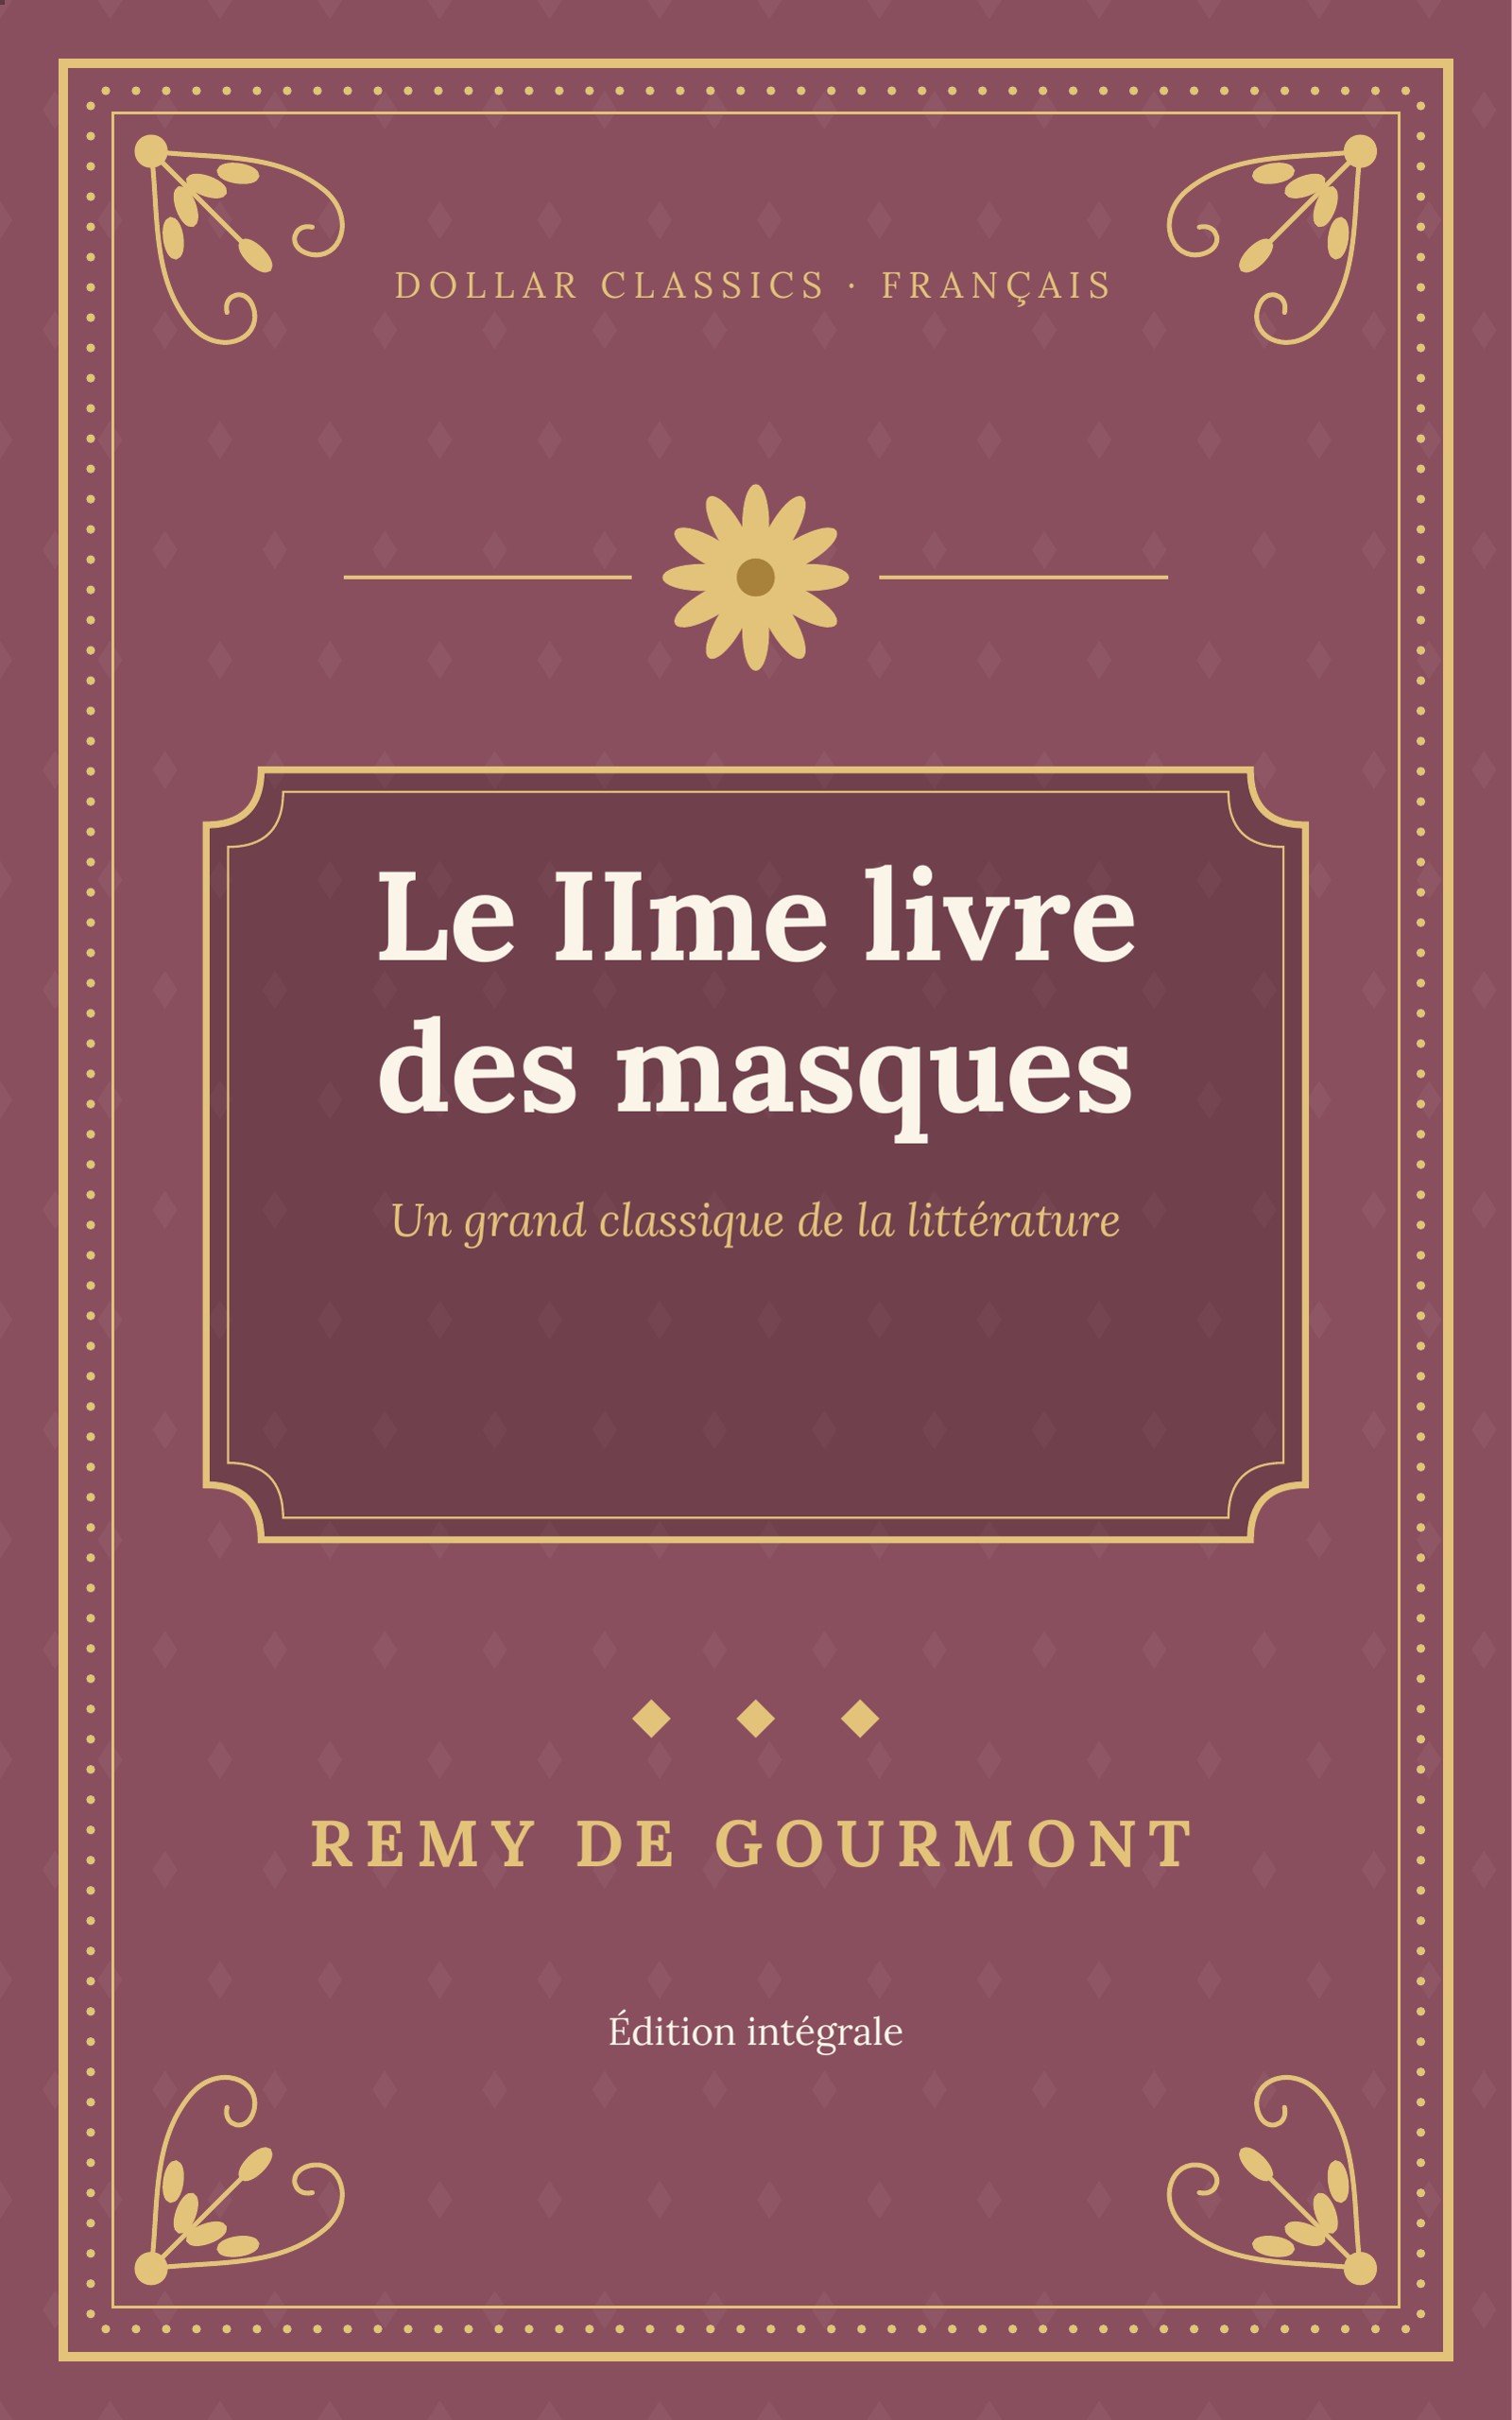 DOLLAR CLASSICS · FRANÇAIS
Le IIme livre
des masques
Un grand classique de la littérature
REMY DE GOURMONT
Édition intégrale